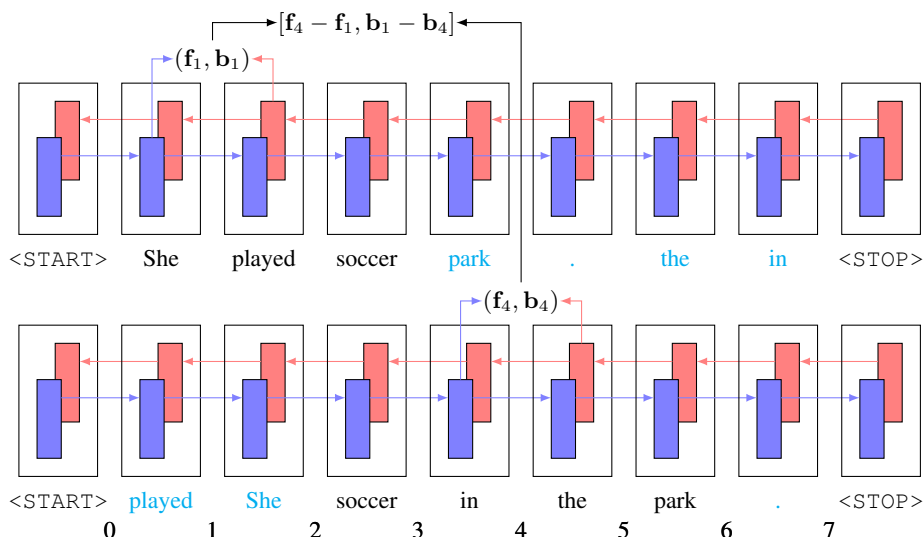 [f₄ − f₁, b₁ − b₄]
(f₁, b₁)
<START> She played soccer park . the in <STOP>
(f₄, b₄)
<START> played She soccer in the park . <STOP>
0 1 2 3 4 5 6 7